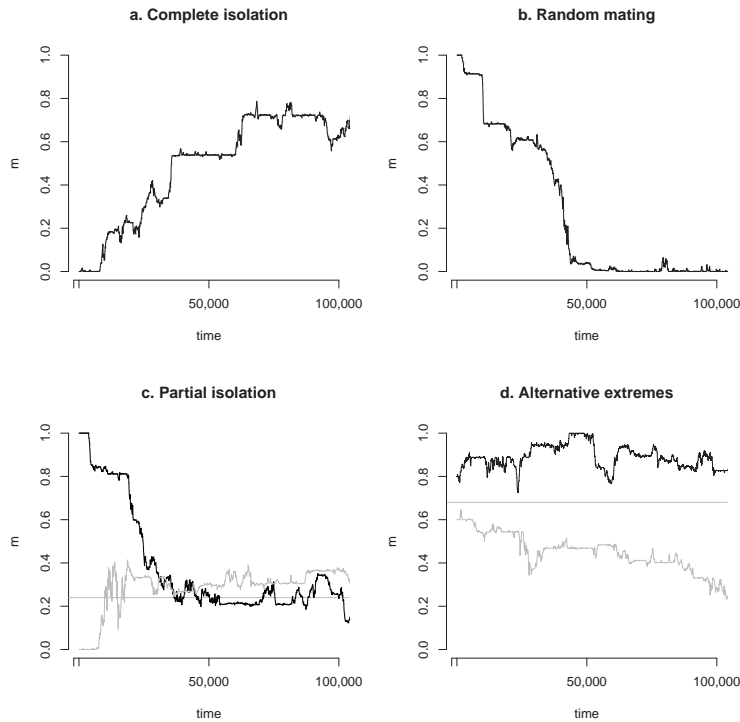 a. Complete isolation
m
0.0 0.2 0.4 0.6 0.8 1.0
50,000 100,000
time
b. Random mating
m
0.0 0.2 0.4 0.6 0.8 1.0
50,000 100,000
time
c. Partial isolation
m
0.0 0.2 0.4 0.6 0.8 1.0
50,000 100,000
time
d. Alternative extremes
m
0.0 0.2 0.4 0.6 0.8 1.0
50,000 100,000
time